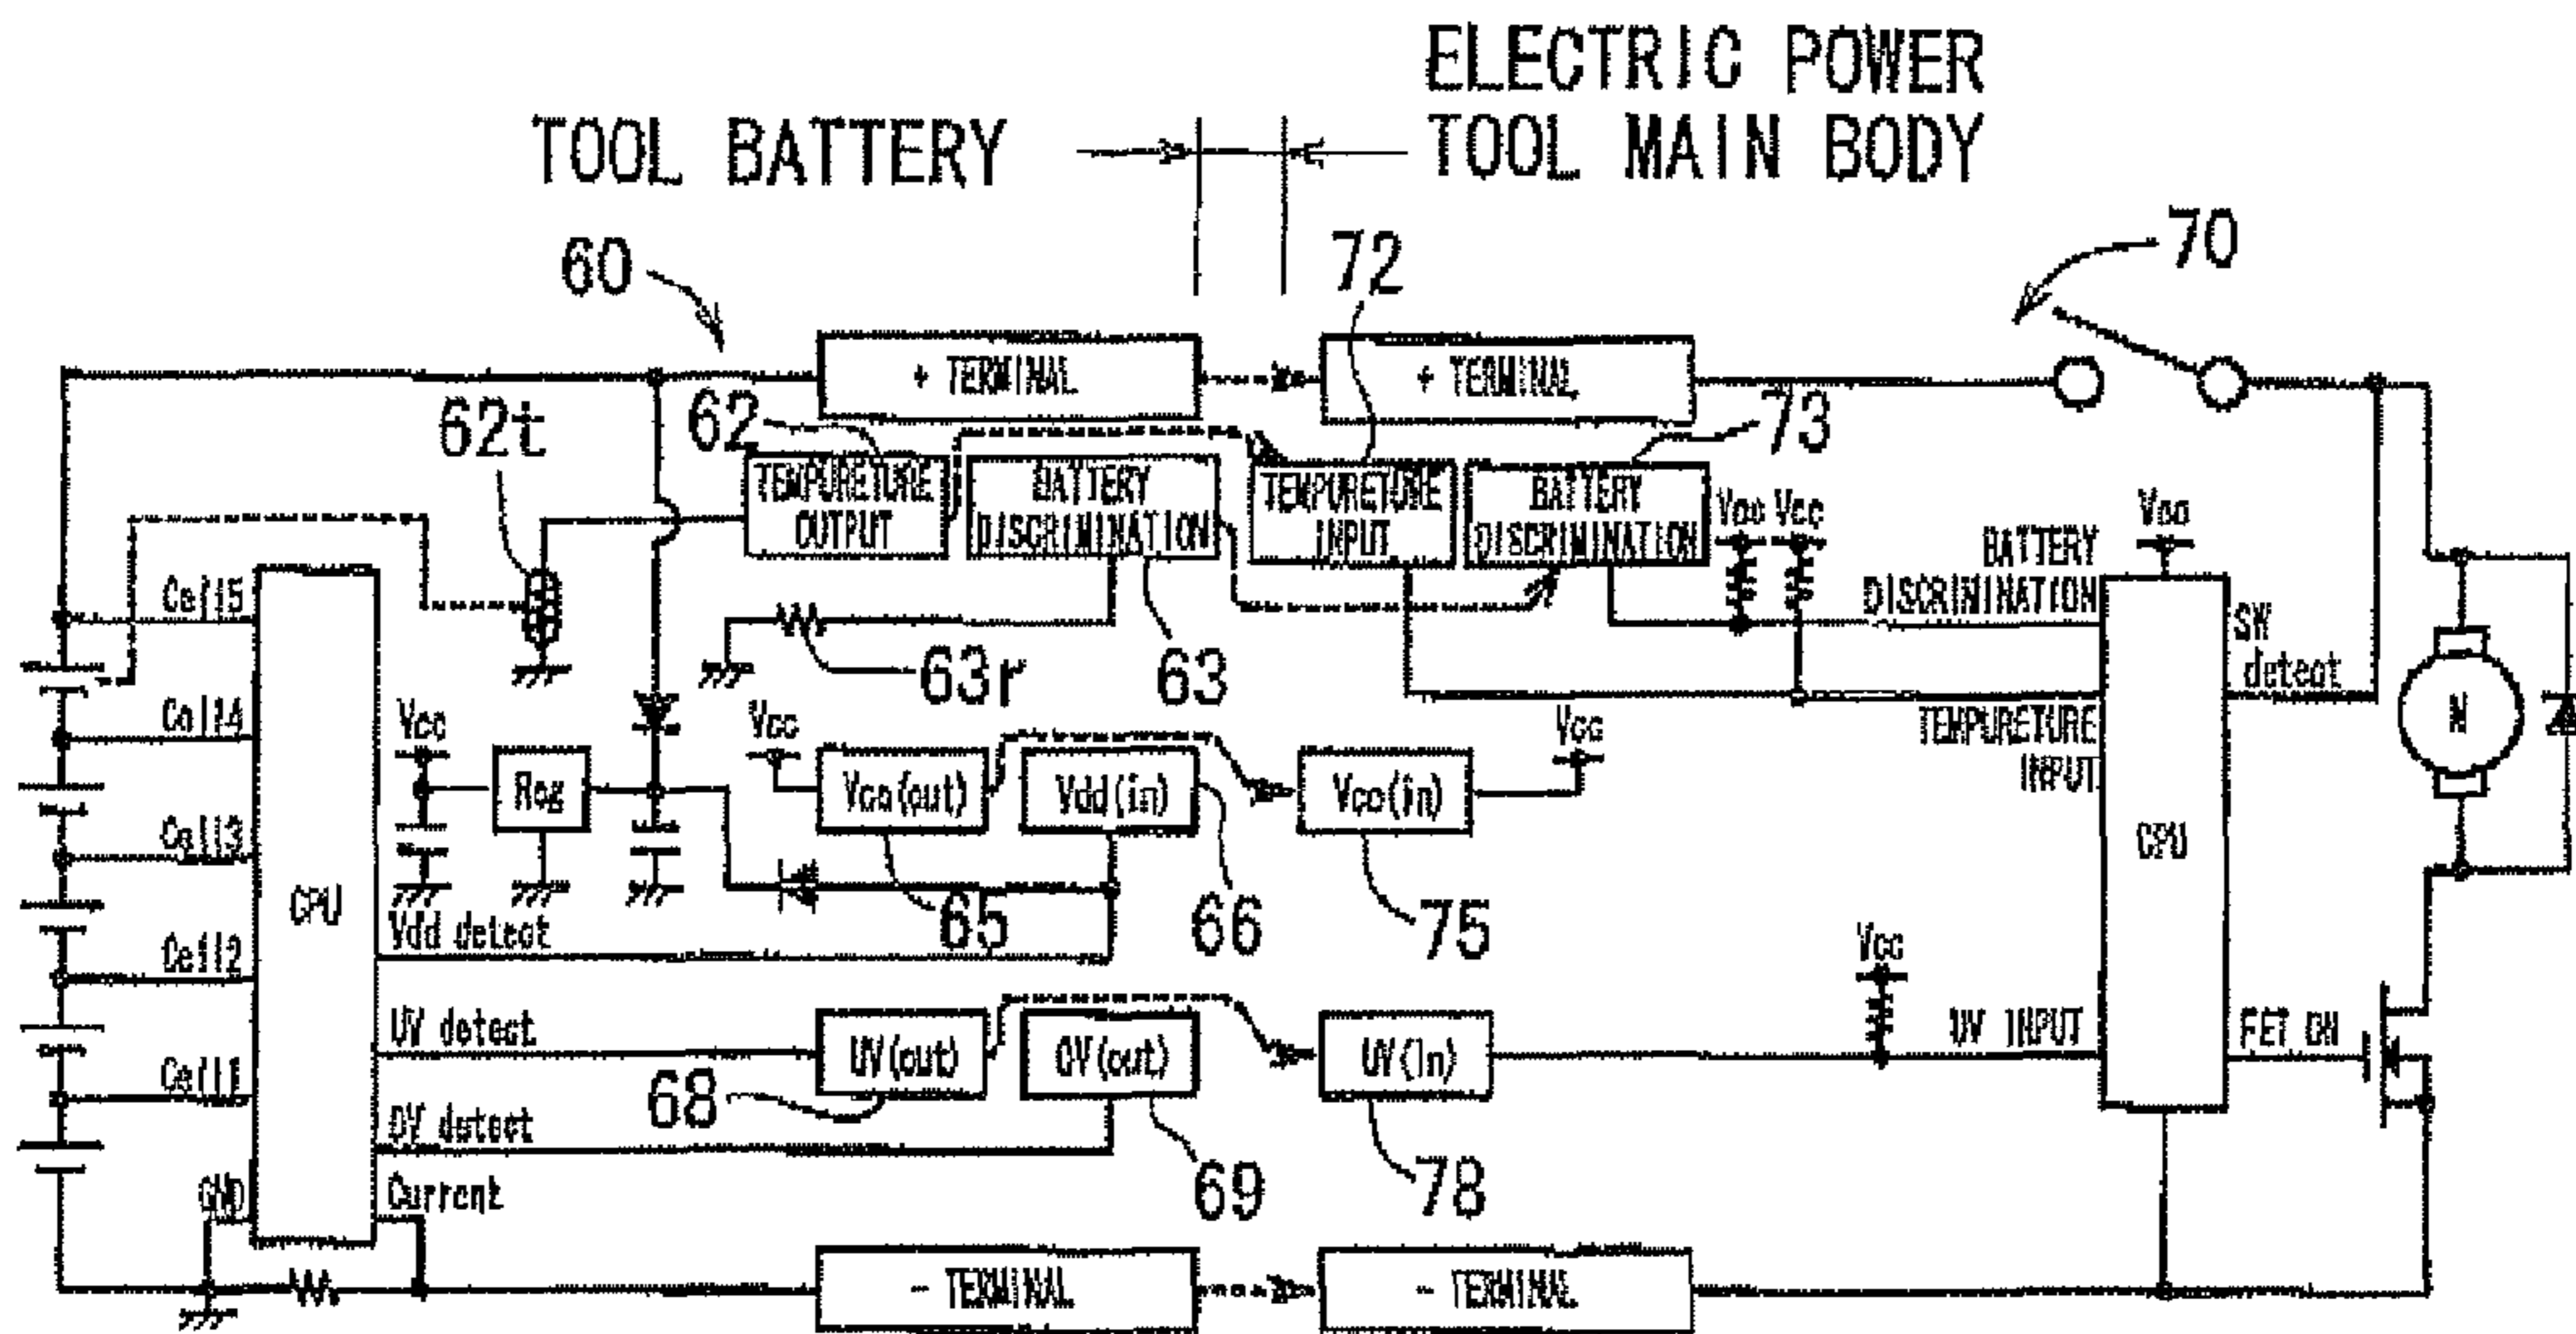 ELECTRIC POWER
TOOL BATTERY
TOOL MAIN BODY
60
72
70
+ TERMINAL
+ TERMINAL
62t
62
73
TEMPURETURE
OUTPUT
BATTERY
DISCRIMINATION
TEMPURETURE
INPUT
BATTERY
DISCRIMINATION
Vcc
Vcc
Vcc
BATTERY
DISCRIMINATION
Cell5
SW
detect
63r
63
Cell4
Vcc
Vcc
Vcc
TEMPURETURE
INPUT
M
Reg
Vcc(out)
Vdd(in)
Vcc(in)
Cell3
CPU
CPU
65
66
75
Vdd detect
Cell2
Vcc
UV detect
UV(out)
OV(out)
UV(in)
UV INPUT
FET ON
Cell1
68
OV detect
69
78
GND
Current
- TERMINAL
- TERMINAL